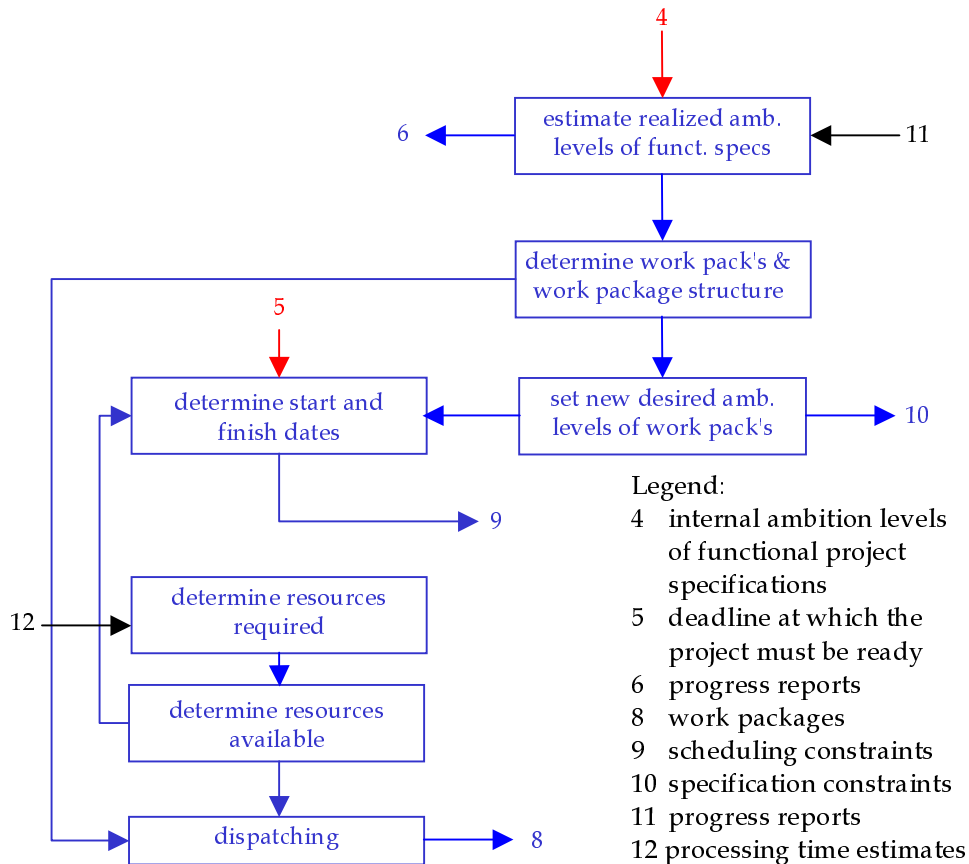 4
estimate realized amb.
levels of funct. specs
6
11
determine work pack's &
work package structure
5
determine start and
finish dates
set new desired amb.
levels of work pack's
10
9
Legend:
4 internal ambition levels
of functional project
specifications
5 deadline at which the
project must be ready
6 progress reports
8 work packages
9 scheduling constraints
10 specification constraints
11 progress reports
12 processing time estimates
12
determine resources
required
determine resources
available
dispatching
8